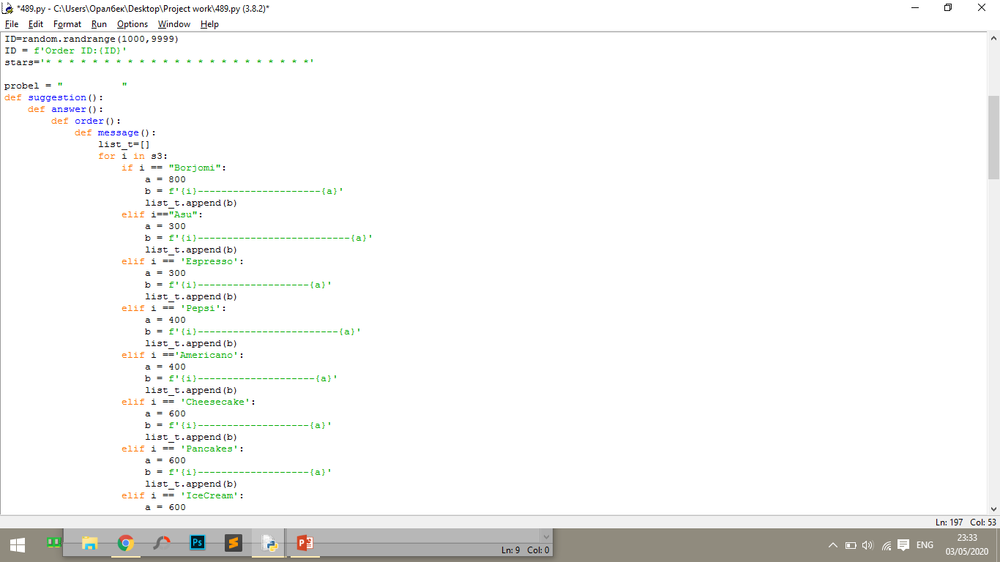 *489.py - C:\Users\Оралбек\Desktop\Project work\489.py (3.8.2)*
File Edit Format Run Options Window Help
ID=random.randrange(1000,9999)
ID = f'Order ID:{ID}'
stars='* * * * * * * * * * * * * * * * * * * * * * *'
probel = "          "
def suggestion():
    def answer():
        def order():
            def message():
                list_t=[]
                for i in s3:
                    if i == "Borjomi":
                        a = 800
                        b = f'{i}---------------------{a}'
                        list_t.append(b)
                    elif i=="Asu":
                        a = 300
                        b = f'{i}--------------------------{a}'
                        list_t.append(b)
                    elif i == 'Espresso':
                        a = 300
                        b = f'{i}-------------------{a}'
                        list_t.append(b)
                    elif i == 'Pepsi':
                        a = 400
                        b = f'{i}------------------------{a}'
                        list_t.append(b)
                    elif i =='Americano':
                        a = 400
                        b = f'{i}--------------------{a}'
                        list_t.append(b)
                    elif i == 'Cheesecake':
                        a = 600
                        b = f'{i}-------------------{a}'
                        list_t.append(b)
                    elif i == 'Pancakes':
                        a = 600
                        b = f'{i}-------------------{a}'
                        list_t.append(b)
                    elif i == 'IceCream':
                        a = 600
Ln: 197 Col: 53
Ln: 9 Col: 0
Ps
ENG
23:33
03/05/2020